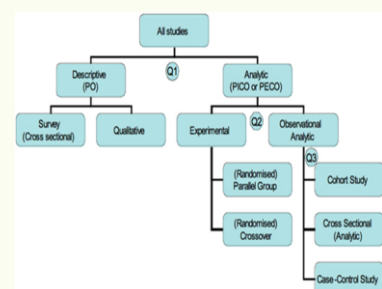 All studies
Q1
Descriptive
(PO)
Analytic
(PICO or PECO)
Q2
Survey
(Cross sectional)
Qualitative
Experimental
Observational
Analytic
Q3
(Randomised)
Parallel Group
Cohort Study
(Randomised)
Crossover
Cross Sectional
(Analytic)
Case -Control Study